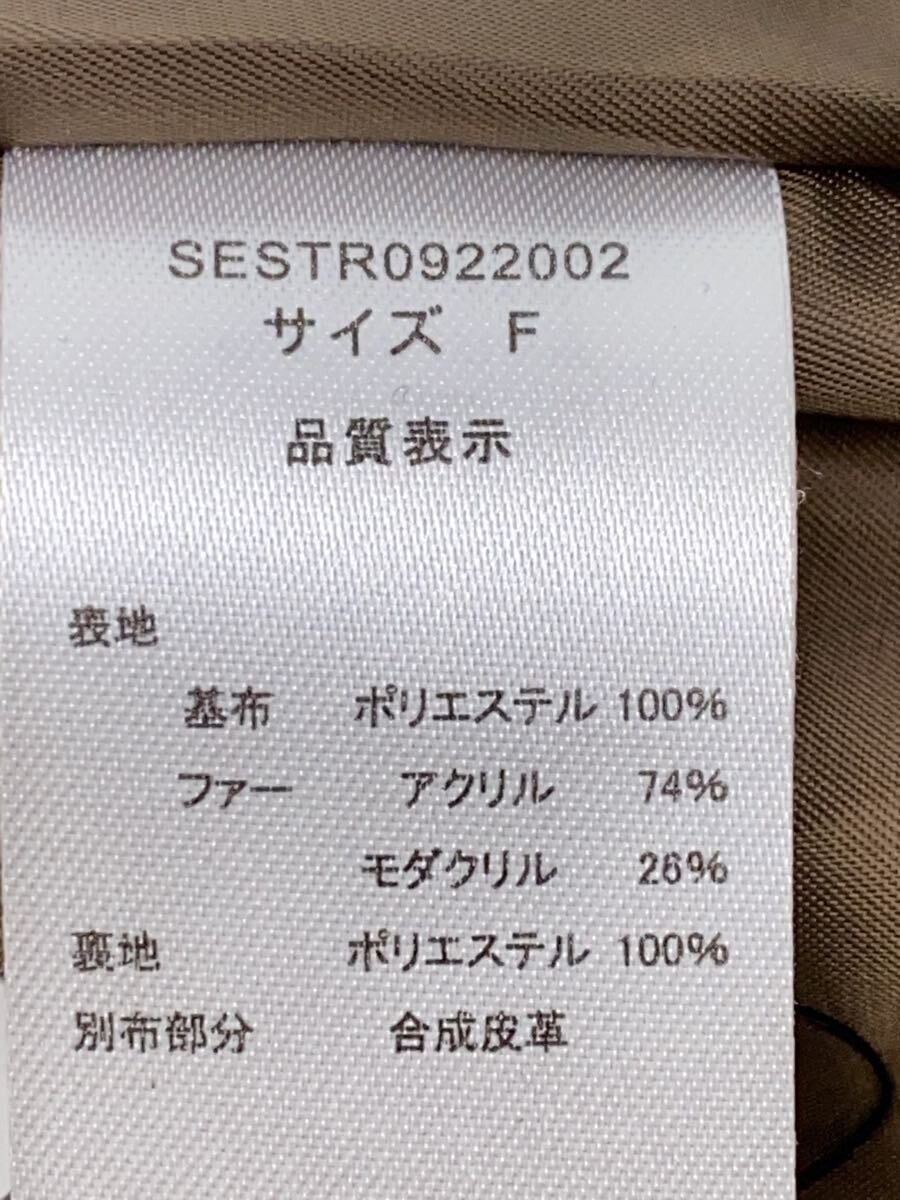 SESTR0922002
サイズ F
品質表示
表地
基布 ポリエステル 100%
ファー アクリル 74%
モダクリル 26%
裏地 ポリエステル 100%
別布部分 合成皮革